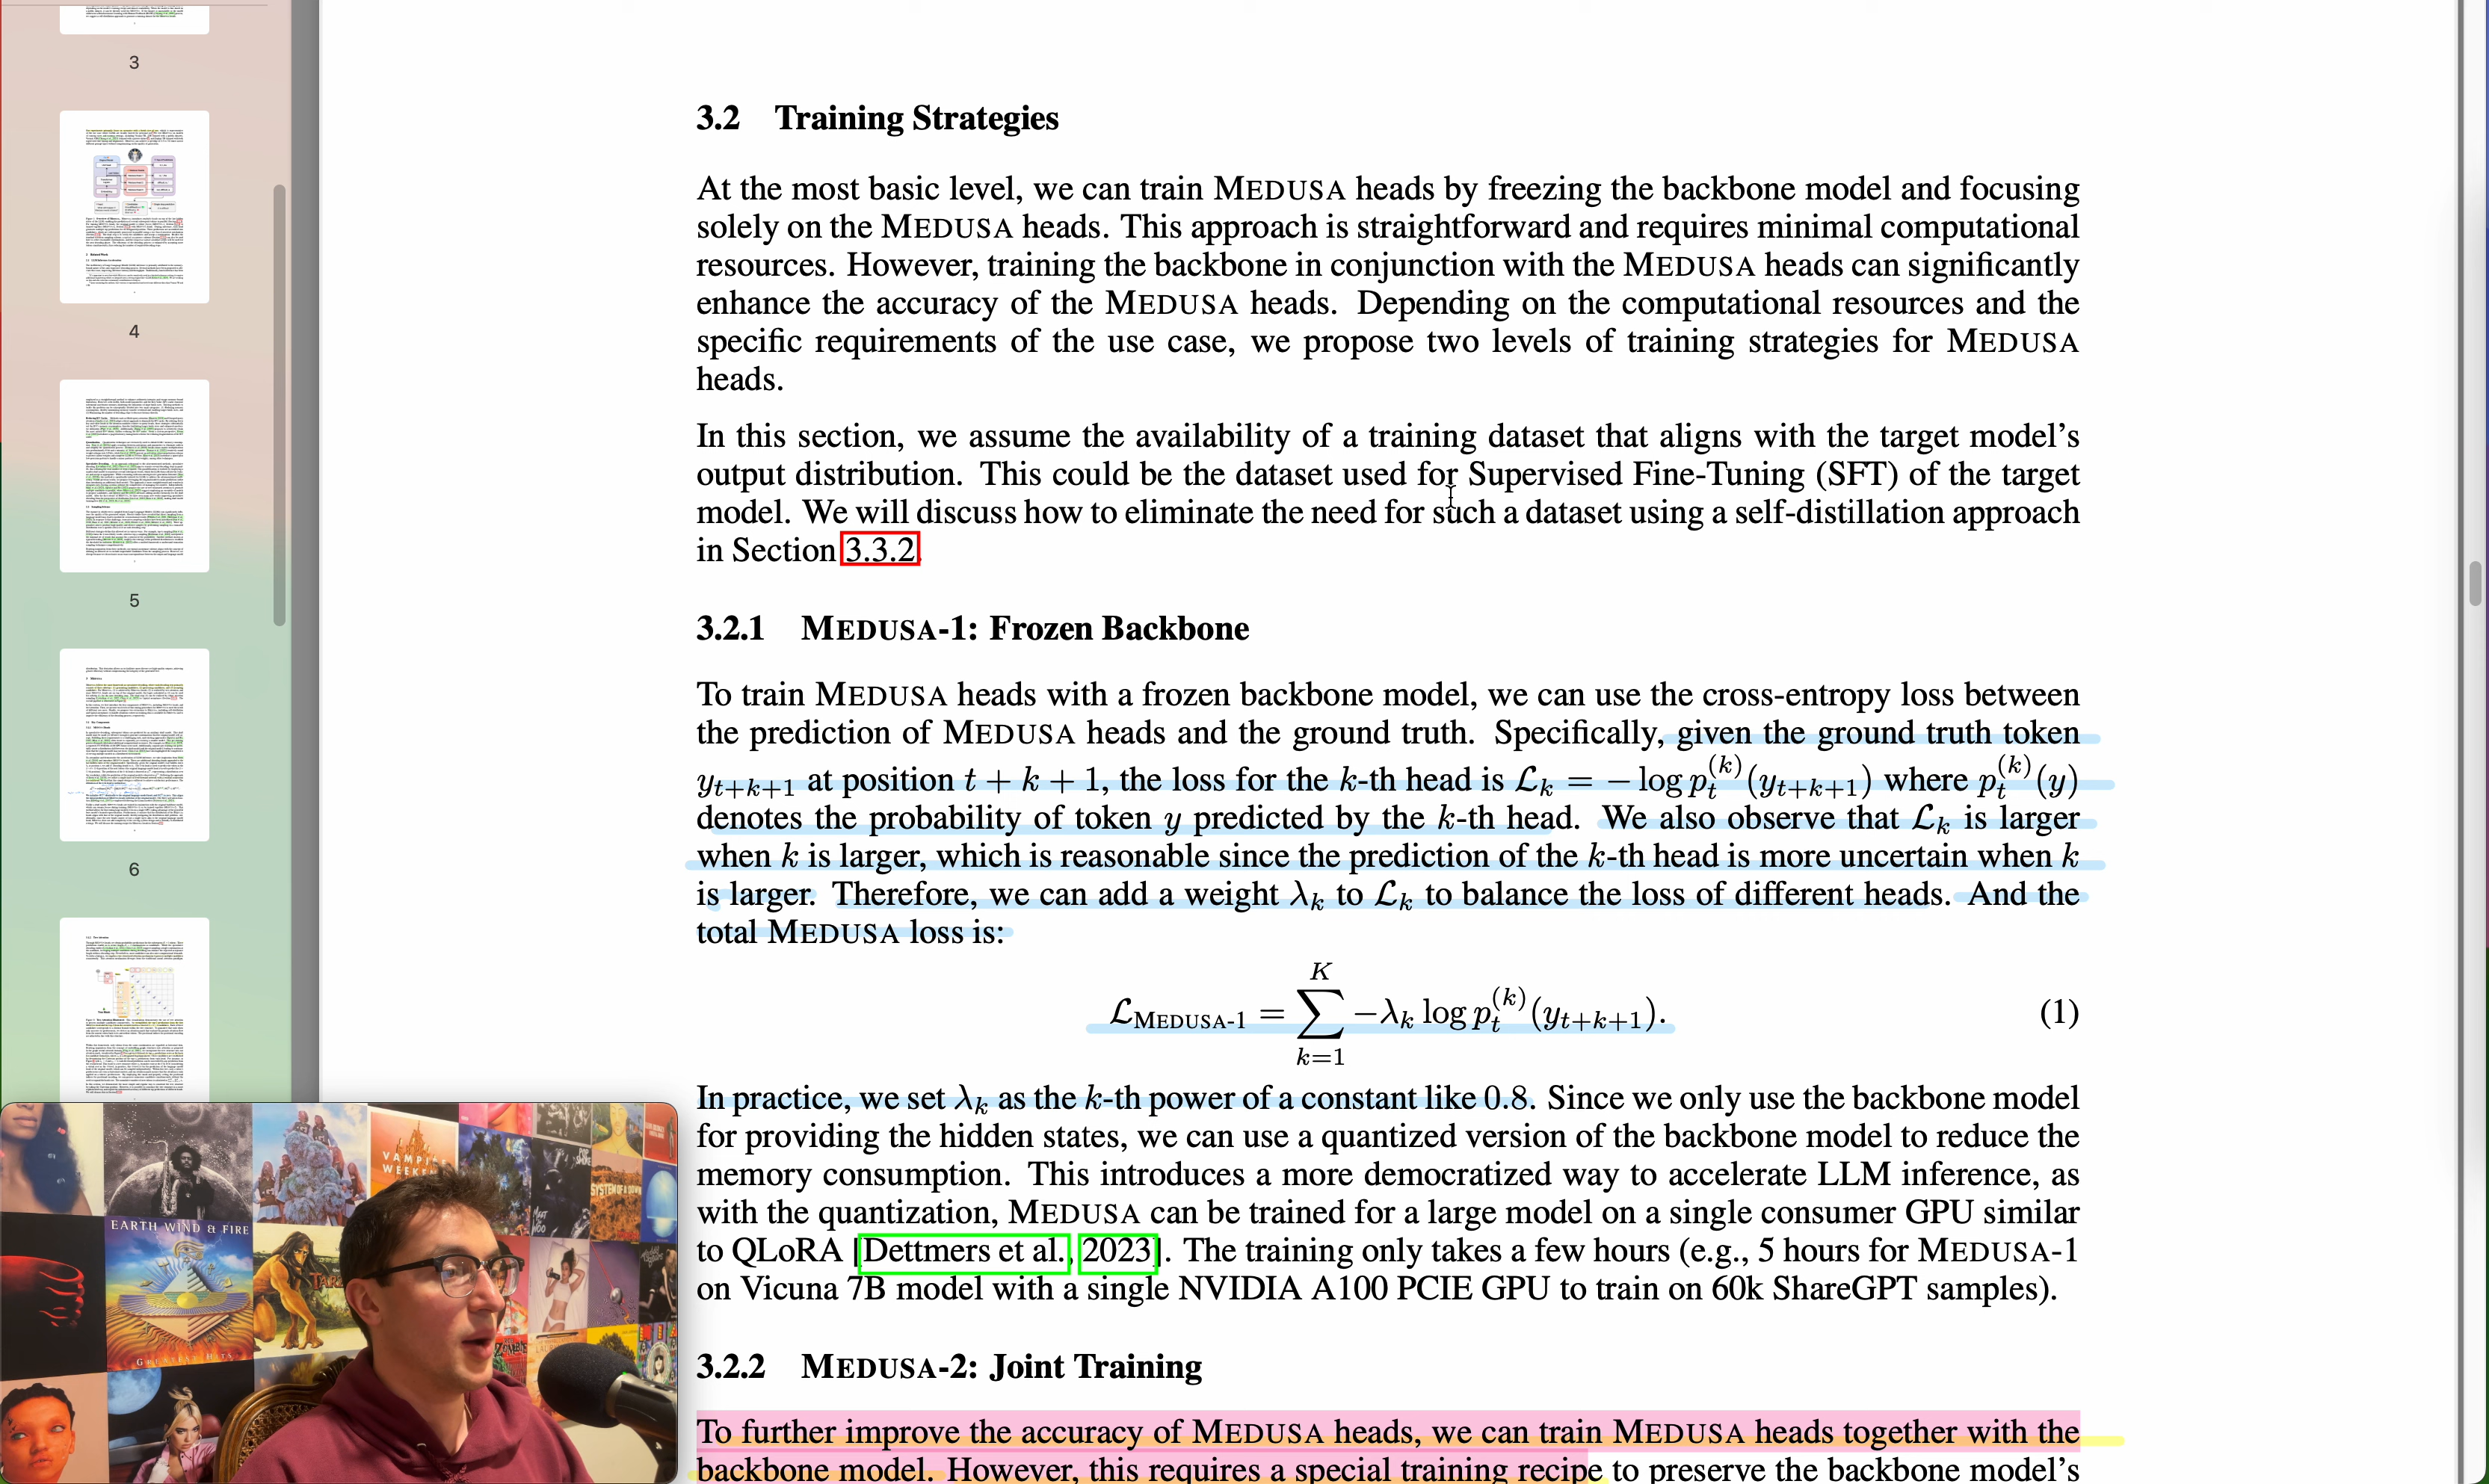 3
4
5
6
3.2 Training Strategies
At the most basic level, we can train MEDUSA heads by freezing the backbone model and focusing
solely on the MEDUSA heads. This approach is straightforward and requires minimal computational
resources. However, training the backbone in conjunction with the MEDUSA heads can significantly
enhance the accuracy of the MEDUSA heads. Depending on the computational resources and the
specific requirements of the use case, we propose two levels of training strategies for MEDUSA
heads.
In this section, we assume the availability of a training dataset that aligns with the target model's
output distribution. This could be the dataset used for Supervised Fine-Tuning (SFT) of the target
model. We will discuss how to eliminate the need for such a dataset using a self-distillation approach
in Section 3.3.2.
3.2.1 MEDUSA-1: Frozen Backbone
To train MEDUSA heads with a frozen backbone model, we can use the cross-entropy loss between
the prediction of MEDUSA heads and the ground truth. Specifically, given the ground truth token
y_{t+k+1} at position t + k + 1, the loss for the k-th head is L_k = − log p_t^{(k)}(y_{t+k+1}) where p_t^{(k)}(y)
denotes the probability of token y predicted by the k-th head. We also observe that L_k is larger
when k is larger, which is reasonable since the prediction of the k-th head is more uncertain when k
is larger. Therefore, we can add a weight λ_k to L_k to balance the loss of different heads. And the
total MEDUSA loss is:
L_{MEDUSA-1} = ∑_{k=1}^{K} −λ_k log p_t^{(k)}(y_{t+k+1}). (1)
In practice, we set λ_k as the k-th power of a constant like 0.8. Since we only use the backbone model
for providing the hidden states, we can use a quantized version of the backbone model to reduce the
memory consumption. This introduces a more democratized way to accelerate LLM inference, as
with the quantization, MEDUSA can be trained for a large model on a single consumer GPU similar
to QLoRA [Dettmers et al., 2023]. The training only takes a few hours (e.g., 5 hours for MEDUSA-1
on Vicuna 7B model with a single NVIDIA A100 PCIE GPU to train on 60k ShareGPT samples).
3.2.2 MEDUSA-2: Joint Training
To further improve the accuracy of MEDUSA heads, we can train MEDUSA heads together with the
backbone model. However, this requires a special training recipe to preserve the backbone model's
EARTH WIND & FIRE
SYSTEM OF A DOWN
ZOMBIE